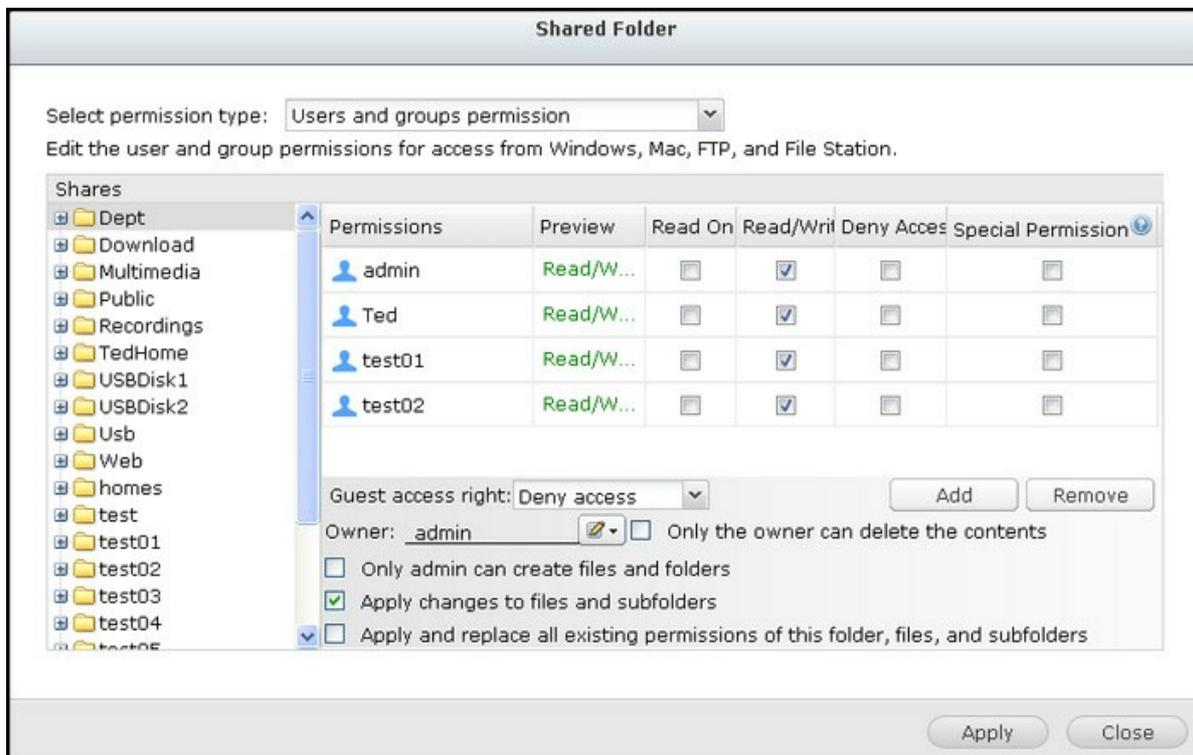 Shared Folder
Select permission type: Users and groups permission
Edit the user and group permissions for access from Windows, Mac, FTP, and File Station.
Shares
Dept
Download
Multimedia
Public
Recordings
TedHome
USBDisk1
USBDisk2
Usb
Web
homes
test
test01
test02
test03
test04
Permissions Preview Read On Read/Writ Deny Acces Special Permission
admin Read/W...
Ted Read/W...
test01 Read/W...
test02 Read/W...
Guest access right: Deny access Add Remove
Owner: admin Only the owner can delete the contents
Only admin can create files and folders
Apply changes to files and subfolders
Apply and replace all existing permissions of this folder, files, and subfolders
Apply Close